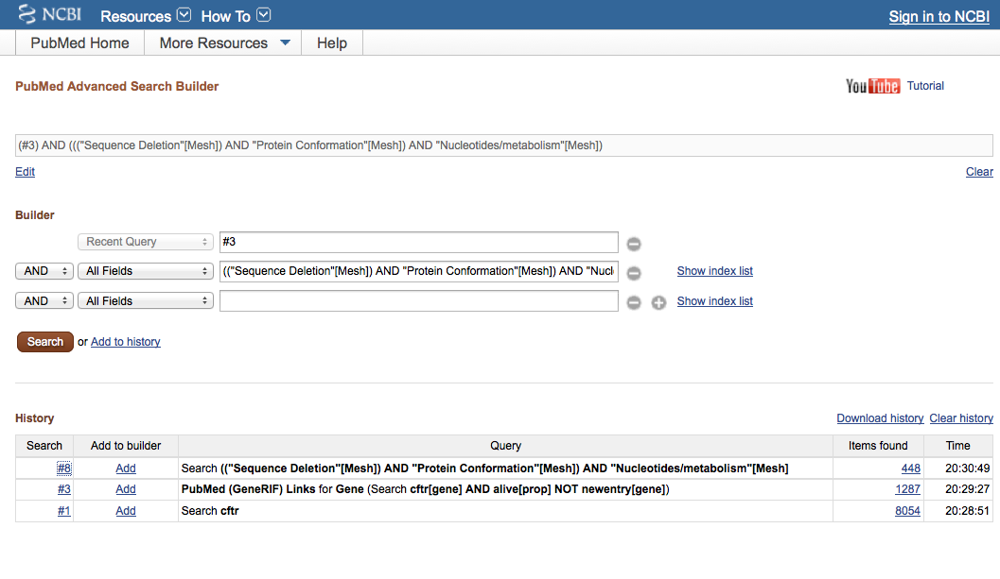 NCBI Resources How To Sign in to NCBI
PubMed Home More Resources Help
PubMed Advanced Search Builder YouTube Tutorial
(#3) AND ((("Sequence Deletion"[Mesh]) AND "Protein Conformation"[Mesh]) AND "Nucleotides/metabolism"[Mesh])
Edit Clear
Builder
Recent Query #3
AND All Fields (("Sequence Deletion"[Mesh]) AND "Protein Conformation"[Mesh]) AND "Nucl Show index list
AND All Fields Show index list
Search or Add to history
History Download history Clear history
Search Add to builder Query Items found Time
#8 Add Search (("Sequence Deletion"[Mesh]) AND "Protein Conformation"[Mesh]) AND "Nucleotides/metabolism"[Mesh] 448 20:30:49
#3 Add PubMed (GeneRIF) Links for Gene (Search cftr[gene] AND alive[prop] NOT newentry[gene]) 1287 20:29:27
#1 Add Search cftr 8054 20:28:51